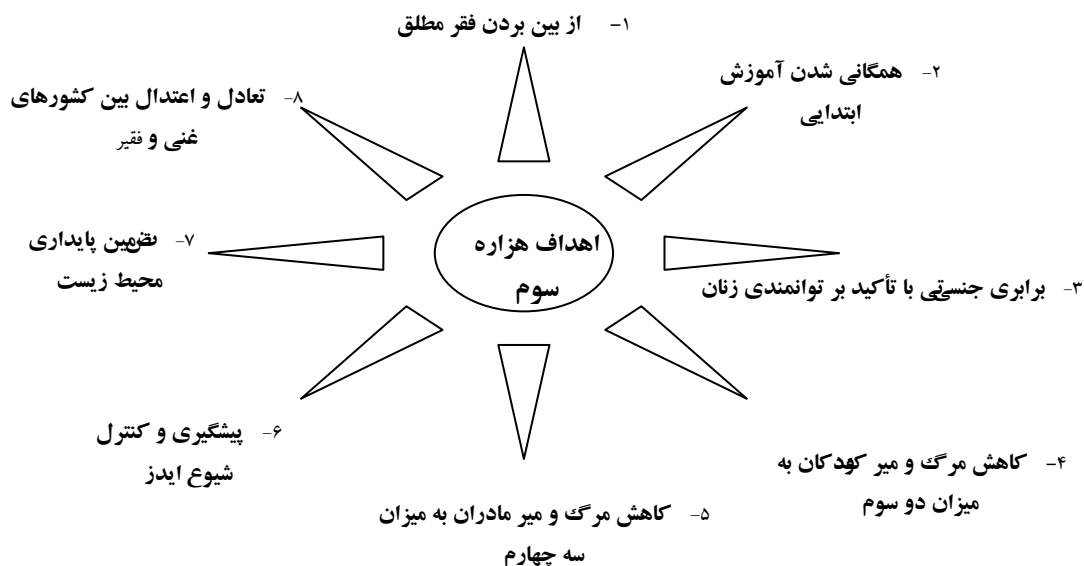 ۱- از بین بردن فقر مطلق
۲- همگانی شدن آموزش
ابتدایی
۳- برابری جنستی با تأکید بر توانمندی زنان
۴- کاهش مرگ و میر کودکان به
میزان دو سوم
۵- کاهش مرگ و میر مادران به میزان
سه چهارم
۶- پیشگیری و کنترل
شیوع ایدز
۷- تضمین پایداری
محیط زیست
۸- تعادل و اعتدال بین کشورهای
غنی و فقیر
اهداف هزاره
سوم